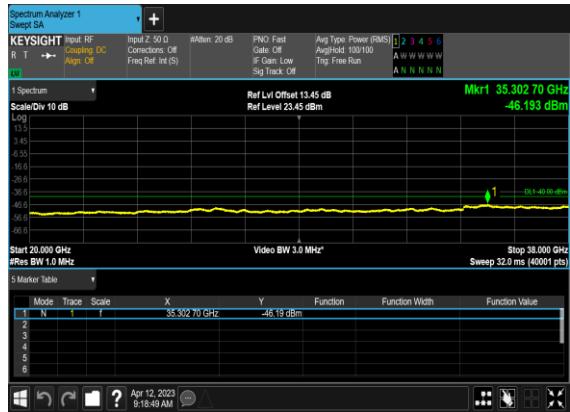 Spectrum Analyzer 1
Swept SA
+
KEYSIGHT Input: RF Input Z: 50 Ω #Atten: 20 dB PNO: Fast Avg Type: Power (RMS) 1 2 3 4 5 6
R T Coupling: DC Corrections: Off Gate: Off Avg|Hold: 100/100 A W W W W W
Align: Off Freq Ref: Int (S) IF Gain: Low Trig: Free Run
Sig Track: Off A N N N N N
LU
1 Spectrum Ref Lvl Offset 13.45 dB Mkr1 35.302 70 GHz
Scale/Div 10 dB Ref Level 23.45 dBm -46.193 dBm
Log
13.5
3.45
-6.55
-16.6
-26.6
-36.6
1
DL1 -40.00 dBm
-46.6
-56.6
-66.6
Start 20.000 GHz Video BW 3.0 MHz* Stop 38.000 GHz
#Res BW 1.0 MHz Sweep 32.0 ms (40001 pts)
5 Marker Table
Mode Trace Scale X Y Function Function Width Function Value
1 N 1 f 35.302 70 GHz -46.19 dBm
2
3
4
5
6
? Apr 12, 2023
9:18:49 AM